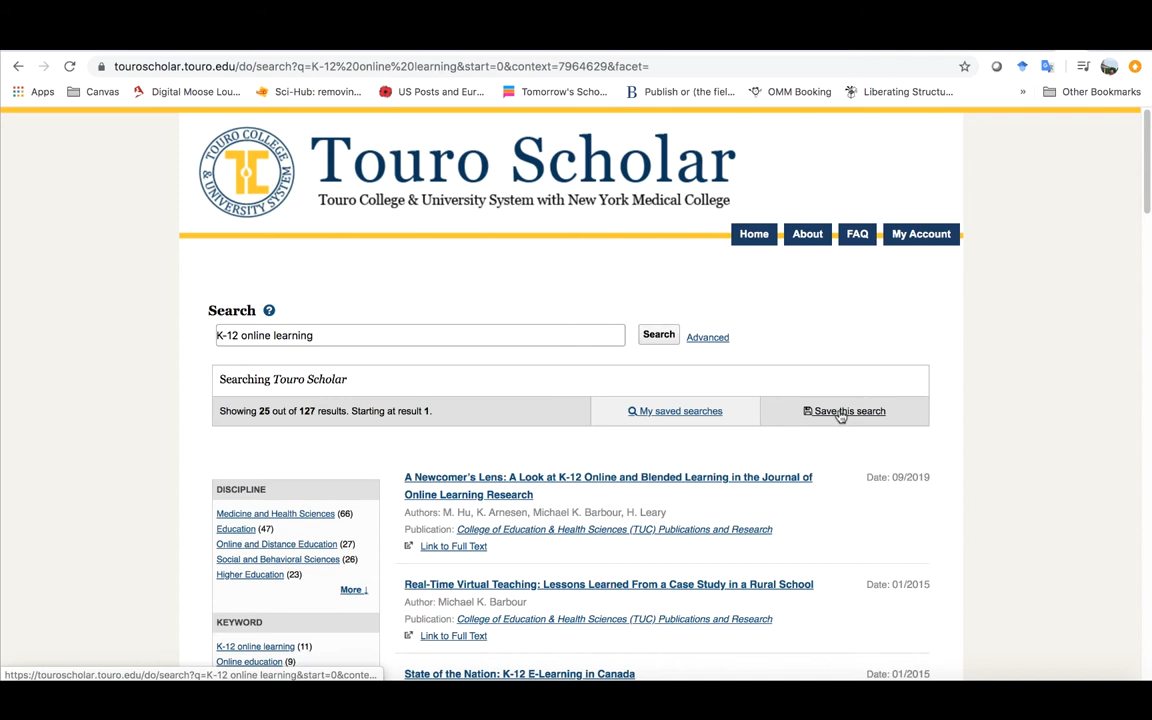 touroscholar.touro.edu/do/search?q=K-12%20online%20learning&start=0&context=7964629&facet=
Apps Canvas Digital Moose Lou... Sci-Hub: removin... US Posts and Eur... Tomorrow's Scho... B Publish or (the fiel... OMM Booking Liberating Structu... » Other Bookmarks
TOURO COLLEGE
& UNIVERSITY SYSTEM
TC
Touro Scholar
Touro College & University System with New York Medical College
Home About FAQ My Account
Search ?
K-12 online learning Search Advanced
Searching Touro Scholar
Showing 25 out of 127 results. Starting at result 1. My saved searches Save this search
DISCIPLINE
Medicine and Health Sciences (66)
Education (47)
Online and Distance Education (27)
Social and Behavioral Sciences (26)
Higher Education (23)
More ↓
KEYWORD
K-12 online learning (11)
Online education (9)
A Newcomer's Lens: A Look at K-12 Online and Blended Learning in the Journal of
Online Learning Research
Date: 09/2019
Authors: M. Hu, K. Arnesen, Michael K. Barbour, H. Leary
Publication: College of Education & Health Sciences (TUC) Publications and Research
Link to Full Text
Real-Time Virtual Teaching: Lessons Learned From a Case Study in a Rural School
Date: 01/2015
Author: Michael K. Barbour
Publication: College of Education & Health Sciences (TUC) Publications and Research
Link to Full Text
State of the Nation: K-12 E-Learning in Canada
Date: 01/2015
https://touroscholar.touro.edu/do/search?q=K-12 online learning&start=0&conte...